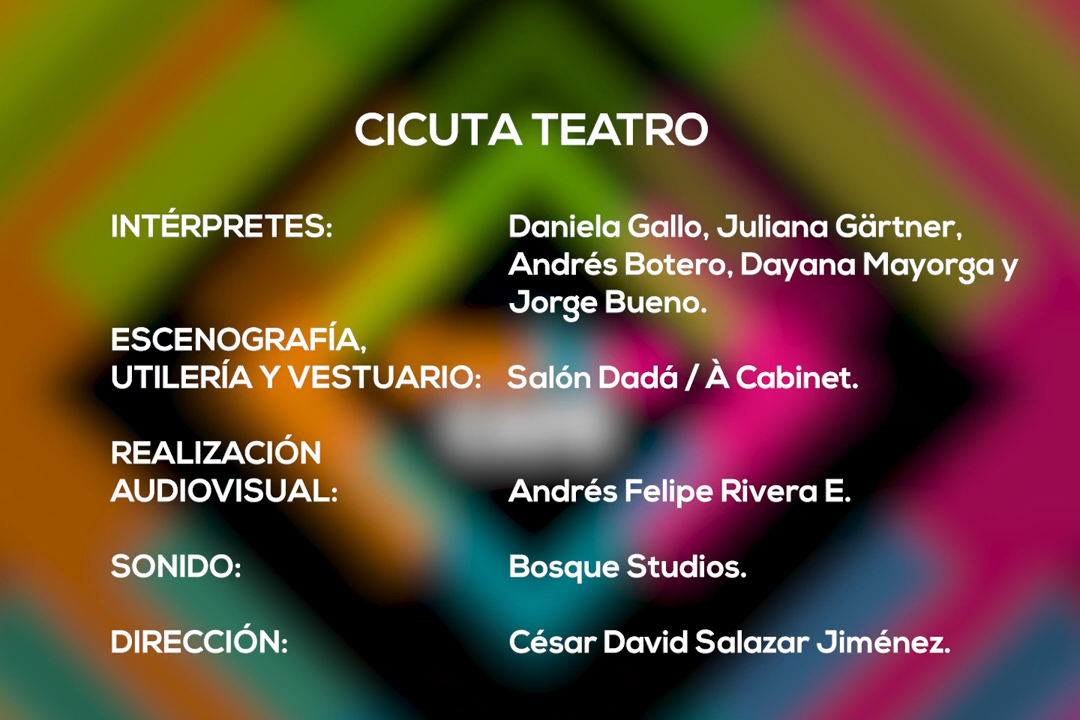 CICUTA TEATRO
INTÉRPRETES: Daniela Gallo, Juliana Gärtner,
Andrés Botero, Dayana Mayorga y
Jorge Bueno.
ESCENOGRAFÍA,
UTILERÍA Y VESTUARIO: Salón Dadá / À Cabinet.
REALIZACIÓN
AUDIOVISUAL: Andrés Felipe Rivera E.
SONIDO: Bosque Studios.
DIRECCIÓN: César David Salazar Jiménez.